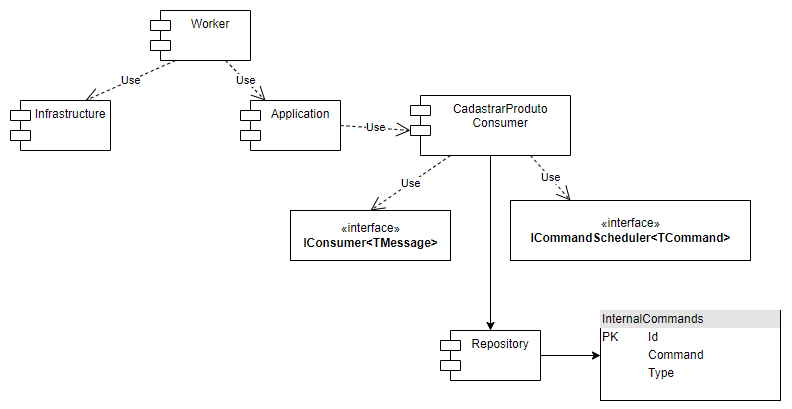 Worker
Use
Use
Infrastructure
Application
CadastrarProduto
Consumer
Use
Use
Use
«interface»
IConsumer<TMessage>
«interface»
ICommandScheduler<TCommand>
InternalCommands
PK Id
Command
Type
Repository